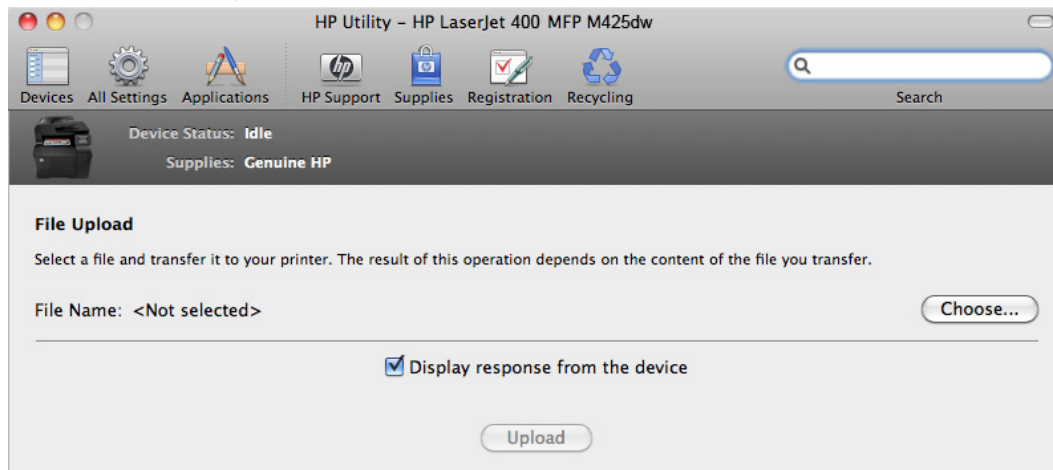 HP Utility – HP LaserJet 400 MFP M425dw
Devices All Settings Applications HP Support Supplies Registration Recycling Search
Device Status: Idle
Supplies: Genuine HP
File Upload
Select a file and transfer it to your printer. The result of this operation depends on the content of the file you transfer.
File Name: <Not selected> Choose...
Display response from the device
Upload